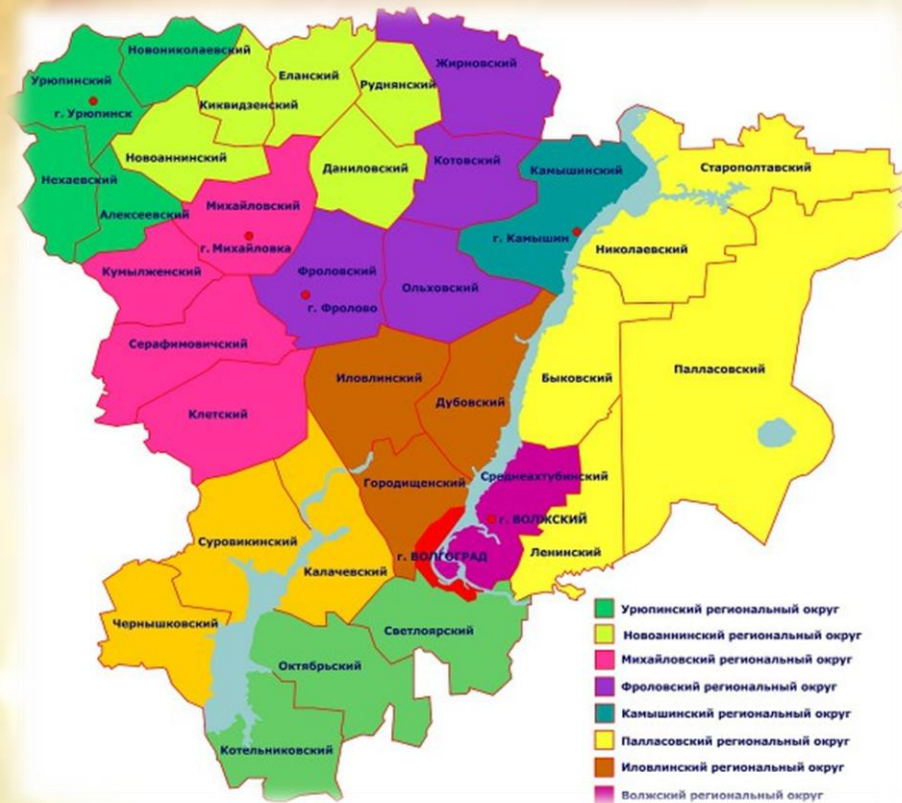 Новониколаевский
Урюпинский
г. Урюпинск
Киквидзенский
Еланский
Руднянский
Жирновский
Новоаннинский
Нехаевский
Алексеевский
Михайловский
г. Михайловка
Даниловский
Котовский
Камышинский
г. Камышин
Старополтавский
Николаевский
Кумылженский
Фроловский
г. Фролово
Ольховский
Серафимовичский
Клетский
Иловлинский
Дубовский
Быковский
Палласовский
Городищенский
Среднеахтубинский
г. ВОЛЖСКИЙ
г. ВОЛГОГРАД
Ленинский
Суровикинский
Калачевский
Чернышковский
Светлоярский
Октябрьский
Котельниковский
Урюпинский региональный округ
Новоаннинский региональный округ
Михайловский региональный округ
Фроловский региональный округ
Камышинский региональный округ
Палласовский региональный округ
Иловлинский региональный округ
Волжский региональный округ